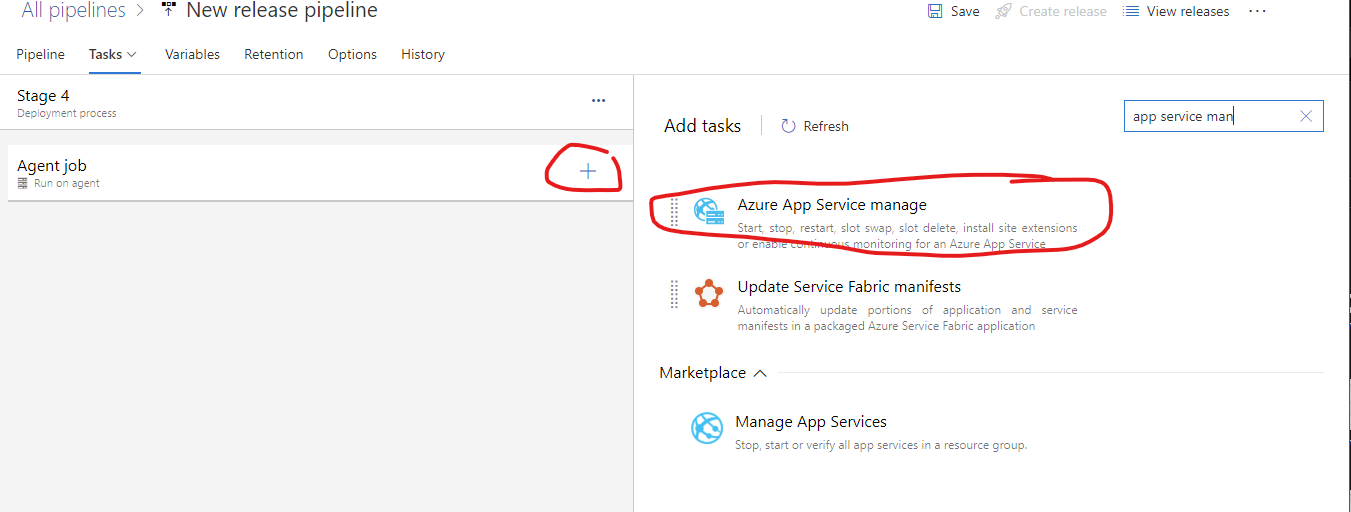 All pipelines > New release pipeline
Save Create release View releases ...
Pipeline Tasks Variables Retention Options History
Stage 4
Deployment process
Agent job
Run on agent
Add tasks Refresh
app service man
Azure App Service manage
Start, stop, restart, slot swap, slot delete, install site extensions
or enable continuous monitoring for an Azure App Service
Update Service Fabric manifests
Automatically update portions of application and service
manifests in a packaged Azure Service Fabric application
Marketplace
Manage App Services
Stop, start or verify all app services in a resource group.